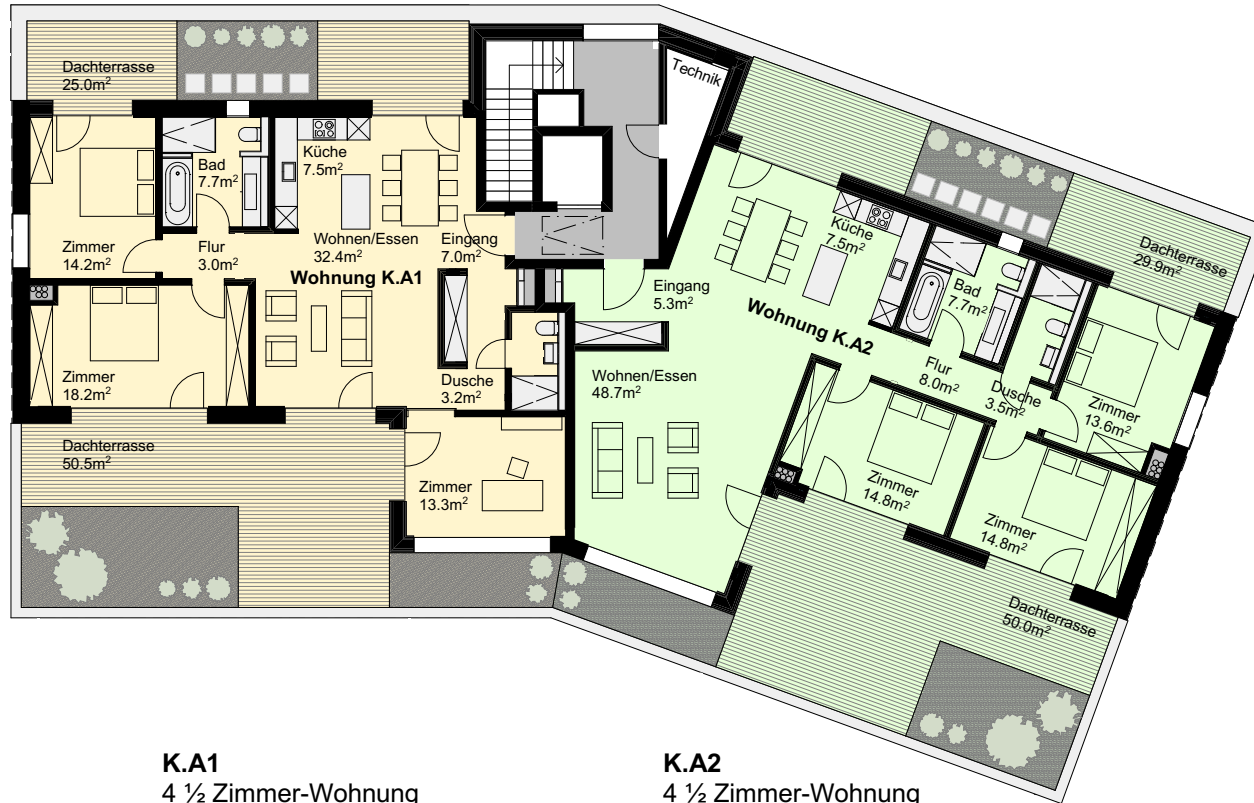 Dachterrasse
25.0m²
Technik
Bad
7.7m²
Küche
7.5m²
Zimmer
14.2m²
Flur
3.0m²
Wohnen/Essen
32.4m²
Eingang
7.0m²
Wohnung K.A1
Zimmer
18.2m²
Dusche
3.2m²
Dachterrasse
50.5m²
Zimmer
13.3m²
Küche
7.5m²
Dachterrasse
29.9m²
Eingang
5.3m²
Bad
7.7m²
Wohnung K.A2
Wohnen/Essen
48.7m²
Flur
8.0m²
Dusche
3.5m²
Zimmer
13.6m²
Zimmer
14.8m²
Zimmer
14.8m²
Dachterrasse
50.0m²
K.A1
4 ½ Zimmer-Wohnung
K.A2
4 ½ Zimmer-Wohnung